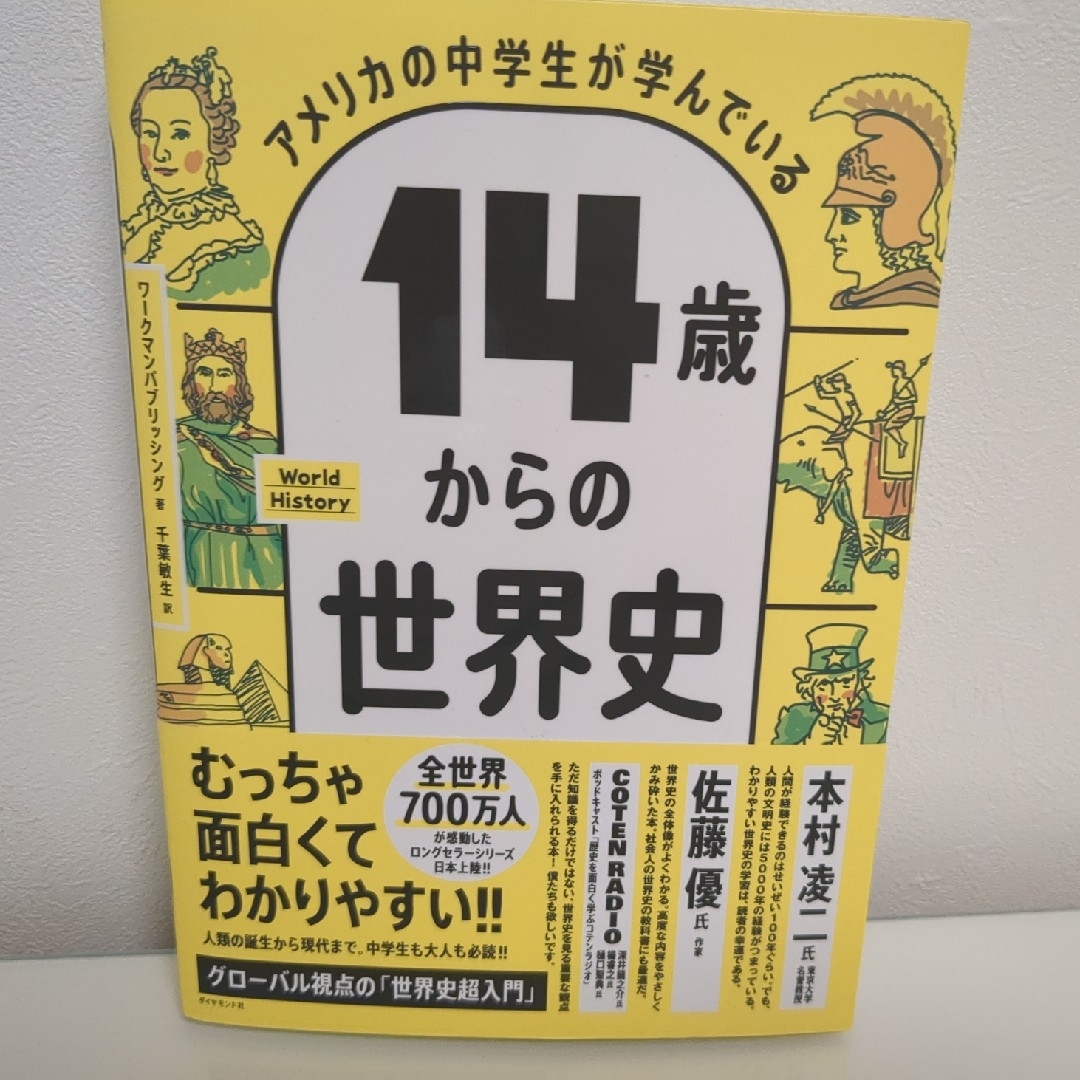 アメリカの中学生が学んでいる
14歳
からの
世界史
World
History
ワークマンパブリッシング 著 千葉敏生 訳
むっちゃ
面白くて
わかりやすい!!
全世界
700万人
が感動した
ロングセラーシリーズ
日本上陸!!
人類の誕生から現代まで。中学生も大人も必読!!
グローバル視点の「世界史超入門」
ダイヤモンド社
本村凌二氏 東京大学
名誉教授
人間が経験できるのはせいぜい100年ぐらい。でも、
人類の文明史には5000年の経験がつまっている。
わかりやすい世界史の学習は、読者の幸運である。
佐藤優氏 作家
世界史の全体像がよくわかる。高度な内容をやさしく
かみ砕いた本。社会人の世界史の教科書にも最適だ。
COTEN RADIO 深井龍之介氏
楊睿之氏
樋口聖典氏
ポッドキャスト「歴史を面白く学ぶコテンラジオ」
ただ知識を得るだけではない、世界史を見る重要な観点
を手に入れられる本！僕たちも欲しいです。